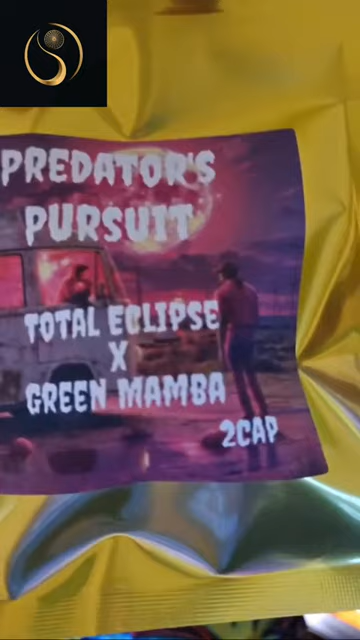 PREDATOR'S
PURSUIT
TOTAL ECLIPSE
X
GREEN MAMBA
2CAP